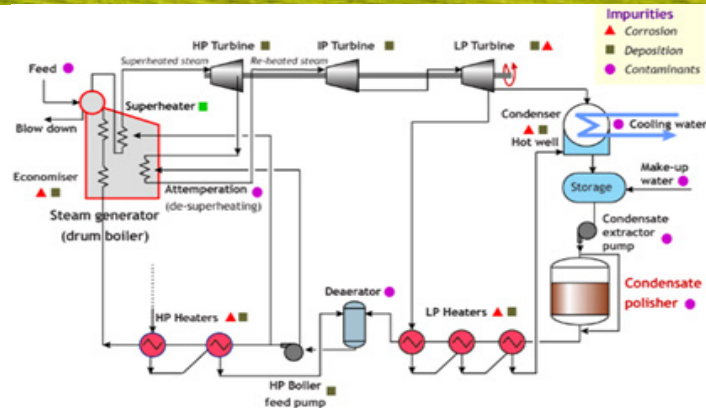 Impurities
Corrosion
Deposition
Contaminants
HP Turbine
IP Turbine
LP Turbine
Superheated steam
Re-heated steam
Feed
Superheater
Blow down
Condenser
Cooling water
Hot well
Economiser
Attemperation
(de-superheating)
Make-up
water
Storage
Steam generator
(drum boiler)
Condensate
extractor
pump
Deaerator
Condensate
polisher
HP Heaters
LP Heaters
HP Boiler
feed pump